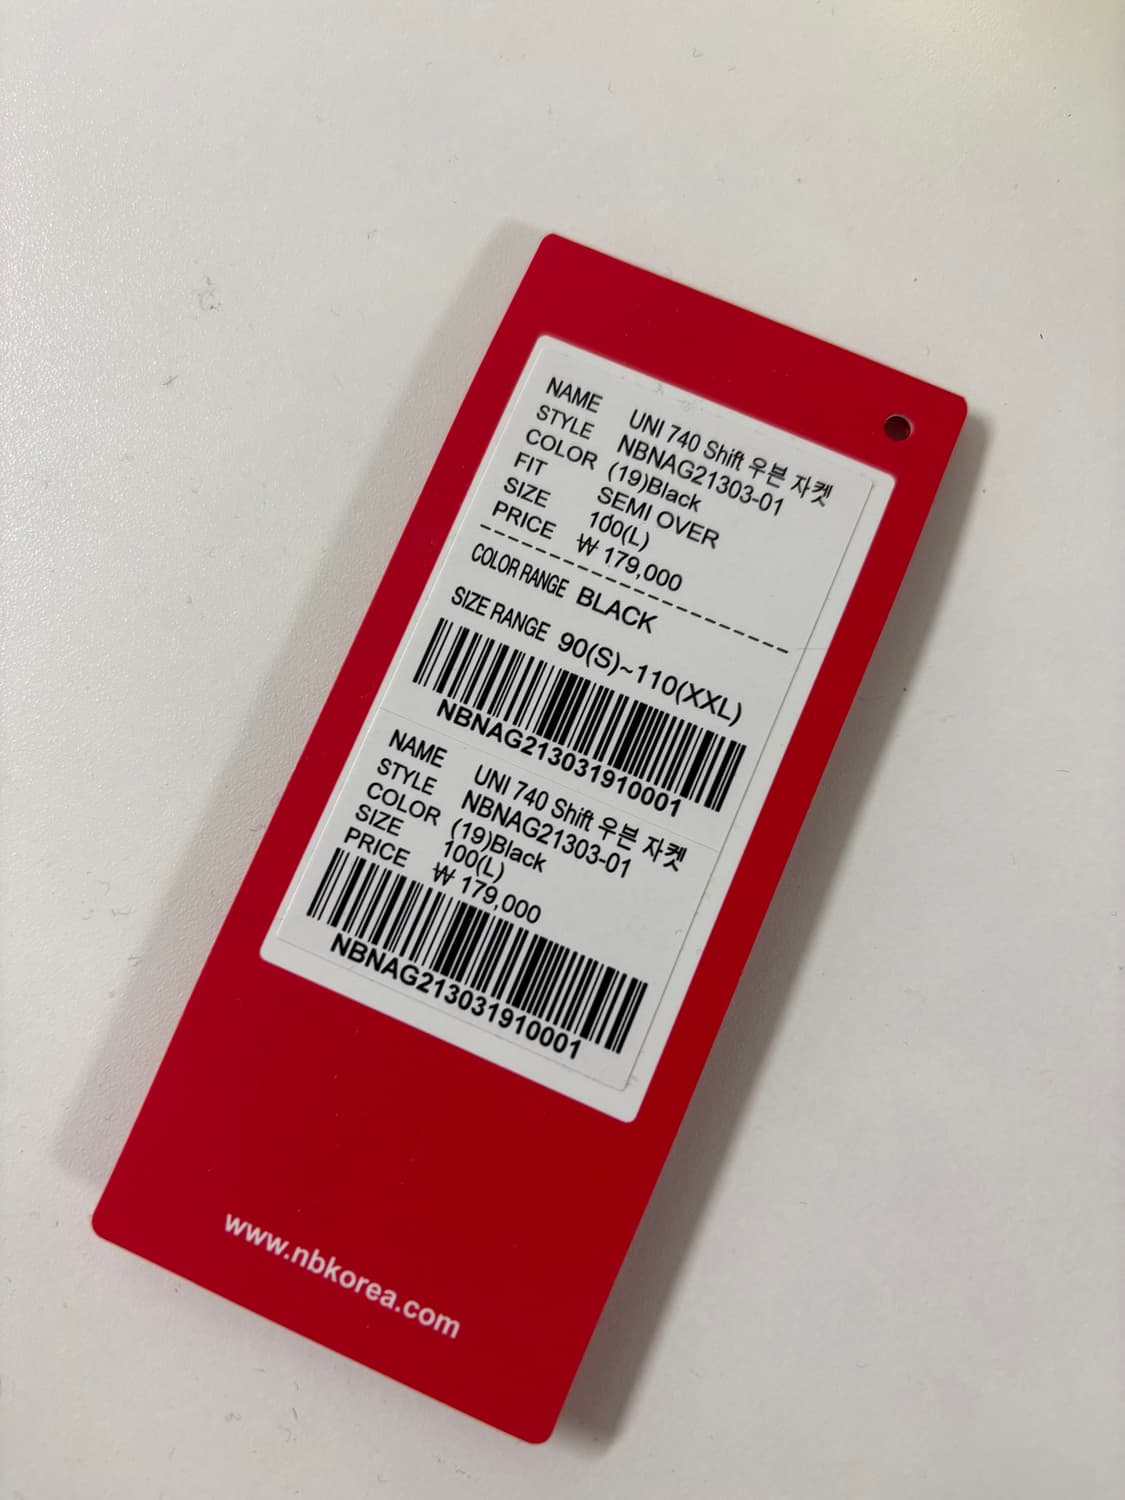 NAME UNI 740 Shift 우븐 자켓
STYLE NBNAG21303-01
COLOR (19)Black
FIT SEMI OVER
SIZE 100(L)
PRICE ₩ 179,000
COLOR RANGE BLACK
SIZE RANGE 90(S)~110(XXL)
NBNAG213031910001
NAME UNI 740 Shift 우븐 자켓
STYLE NBNAG21303-01
COLOR (19)Black
SIZE 100(L)
PRICE ₩ 179,000
NBNAG213031910001
www.nbkorea.com